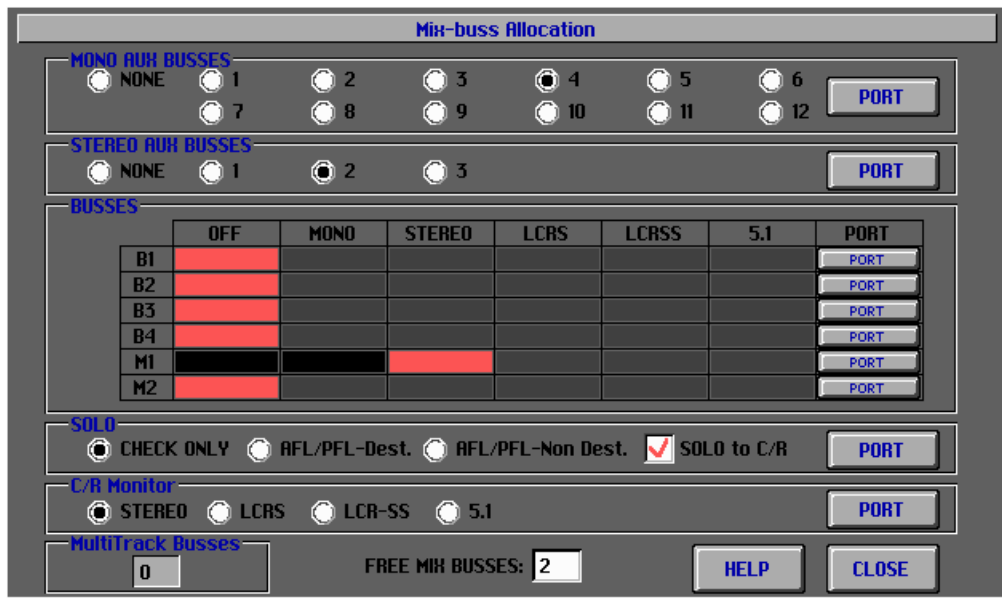 Mix-buss Allocation
MONO AUX BUSSES
NONE 1 2 3 4 5 6
PORT
7 8 9 10 11 12
STEREO AUX BUSSES
NONE 1 2 3 PORT
BUSSES
OFF MONO STEREO LCRS LCRSS 5.1 PORT
B1 PORT
B2 PORT
B3 PORT
B4 PORT
M1 PORT
M2 PORT
SOLO
CHECK ONLY AFL/PFL-Dest. AFL/PFL-Non Dest. SOLO to C/R PORT
C/R Monitor
STEREO LCRS LCR-SS 5.1 PORT
MultiTrack Busses
0 FREE MIX BUSSES: 2 HELP CLOSE